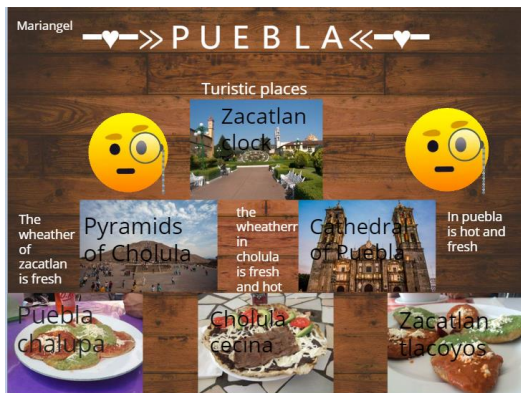 Mariangel
━♥━»PUEBLA«━♥━
Turistic places
Zacatlan
clock
The
wheather
of
zacatlan
is fresh
Pyramids
of Cholula
the
wheatherr
in
cholula
is fresh
and hot
Cathedral
of Puebla
In puebla
is hot and
fresh
Puebla
chalupa
Cholula
cecina
Zacatlan
tlacoyos